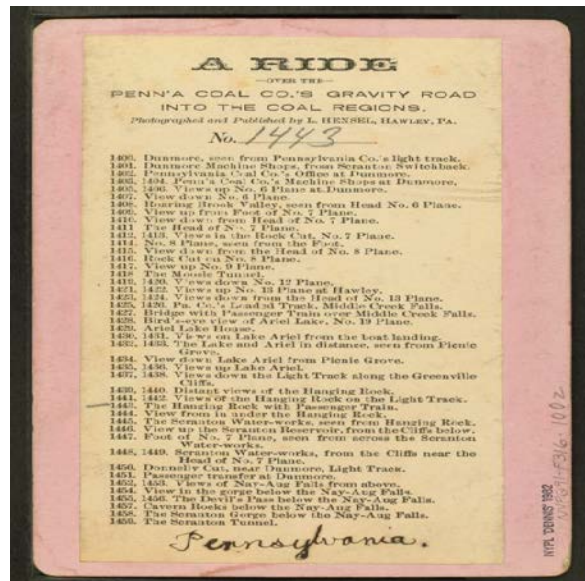 A RIDE
—OVER THE—
PENN'A COAL CO.'S GRAVITY ROAD
INTO THE COAL REGIONS,
Photographed and Published by L. HENSEL, HAWLEY, PA.
No. 1443
1400. Dunmore, seen from Pennsylvania Co.'s light track.
1401. Dunmore Machine Shops, from Scranton Switchback.
1402. Pennsylvania Coal Co.'s Office at Dunmore.
1403, 1404. Penn'a Coal Co.'s Machine Shops at Dunmore.
1405, 1406. Views up No. 6 Plane at Dunmore.
1407. View down No. 6 Plane.
1408. Roaring Brook Valley, seen from Head No. 6 Plane.
1409. View up from Foot of No. 7 Plane.
1410. View down from Head of No. 7 Plane.
1411 The Head of No. 7 Plane.
1412, 1413. Views in the Rock Cut, No. 7 Plane.
1414. No. 8 Plane, seen from the Foot.
1415. View down from the Head of No. 8 Plane.
1416. Rock Cut on No. 8 Plane.
1417. View up No. 9 Plane.
1418 The Moosic Tunnel.
1419, 1420. Views down No. 12 Plane.
1421, 1422. Views up No. 13 Plane at Hawley.
1423, 1424. Views down from the Head of No. 13 Plane.
1425, 1426. Pa. Co.'s Loaded Track, Middle Creek Falls.
1427. Bridge with Passenger Train over Middle Creek Falls.
1428. Bird's-eye view of Ariel Lake, No. 19 Plane.
1429. Ariel Lake House.
1430, 1431. Views on Lake Ariel from the boat landing.
1432, 1433. The Lake and Ariel in distance, seen from Picnic
Grove.
1434. View down Lake Ariel from Picnic Grove.
1435, 1436. Views up Lake Ariel.
1437, 1438. Views down the Light Track along the Greenville
Cliffs.
1439, 1440. Distant views of the Hanging Rock.
1441, 1442. Views of the Hanging Rock on the Light Track.
1443. The Hanging Rock with Passenger Train.
1444. View from in under the Hanging Rock.
1445. The Scranton Water-works, seen from Hanging Rock.
1446. View up the Scranton Reservoir, from the Cliffs below.
1447. Foot of No. 7 Plane, seen from across the Scranton
Water-works.
1448, 1449. Scranton Water-works, from the Cliffs near the
Head of No. 7 Plane.
1450. Donnelly Cut, near Dunmore, Light Track.
1451. Passenger transfer at Dunmore.
1452, 1453. Views of Nay-Aug Falls from above.
1454. View in the gorge below the Nay-Aug Falls.
1455, 1456. The Devil's Pass below the Nay-Aug Falls.
1457. Cavern Rocks below the Nay-Aug Falls.
1458. The Scranton Gorge below the Nay-Aug Falls.
1459. The Scranton Tunnel.
Pennsylvania.
NYPL 'DENNIS' 1982